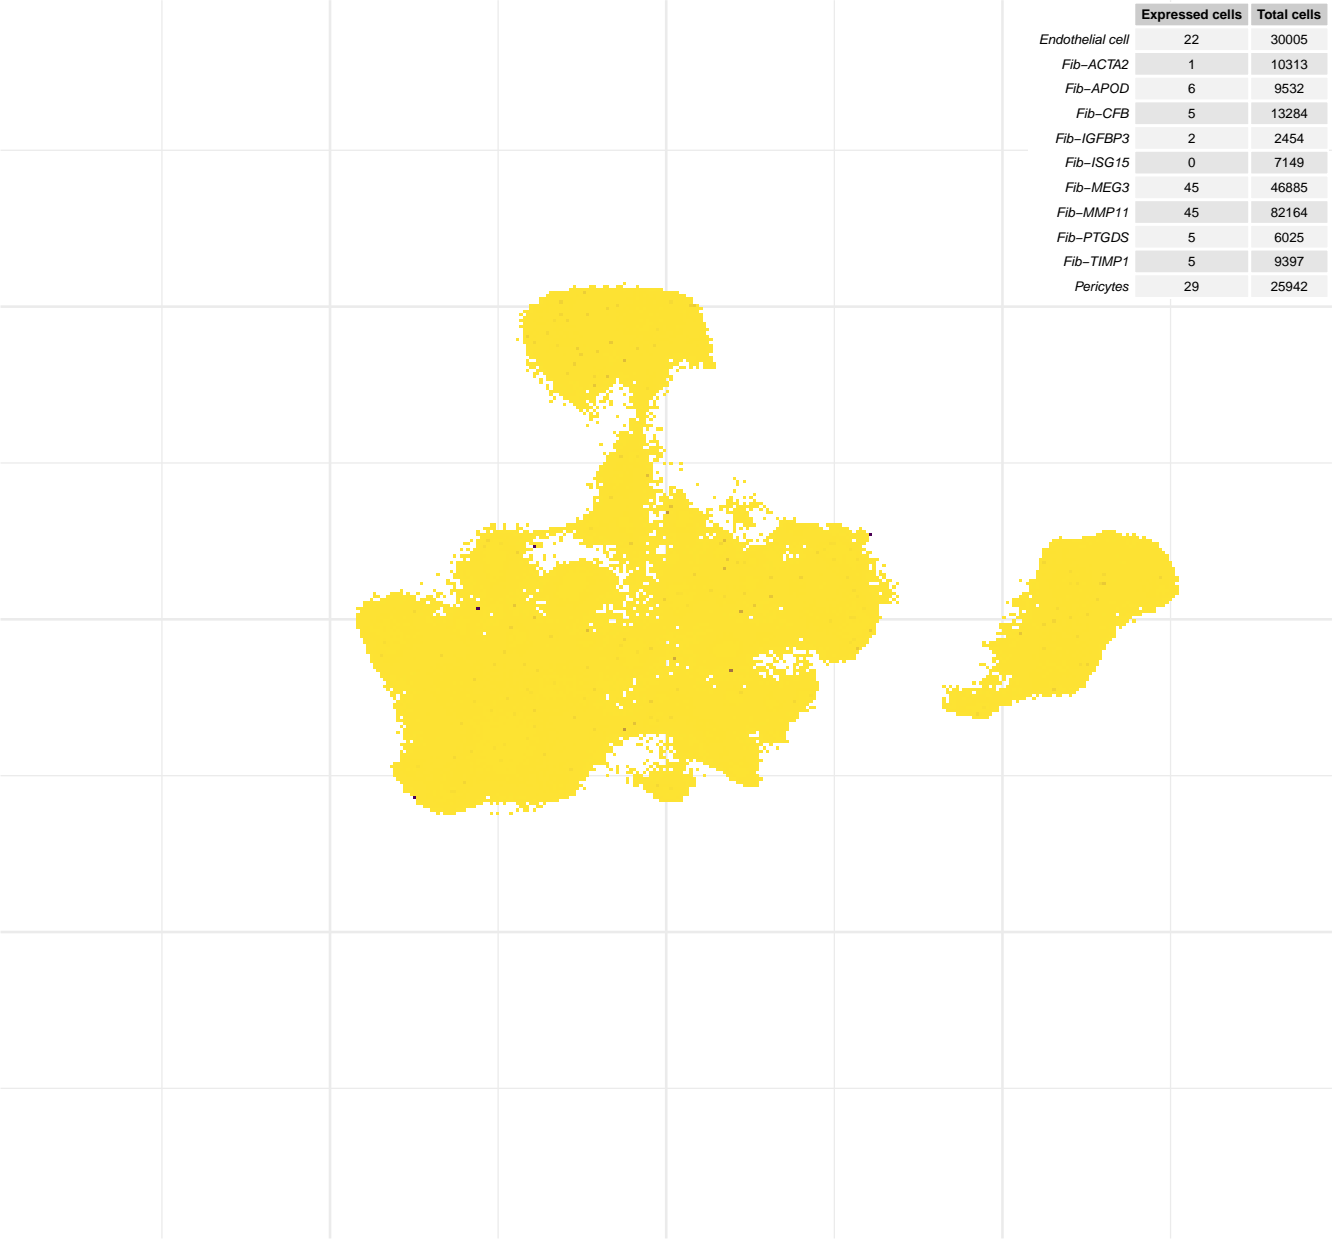 Expressed cells Total cells
Endothelial cell 22 30005
Fib−ACTA2 1 10313
Fib−APOD 6 9532
Fib−CFB 5 13284
Fib−IGFBP3 2 2454
Fib−ISG15 0 7149
Fib−MEG3 45 46885
Fib−MMP11 45 82164
Fib−PTGDS 5 6025
Fib−TIMP1 5 9397
Pericytes 29 25942